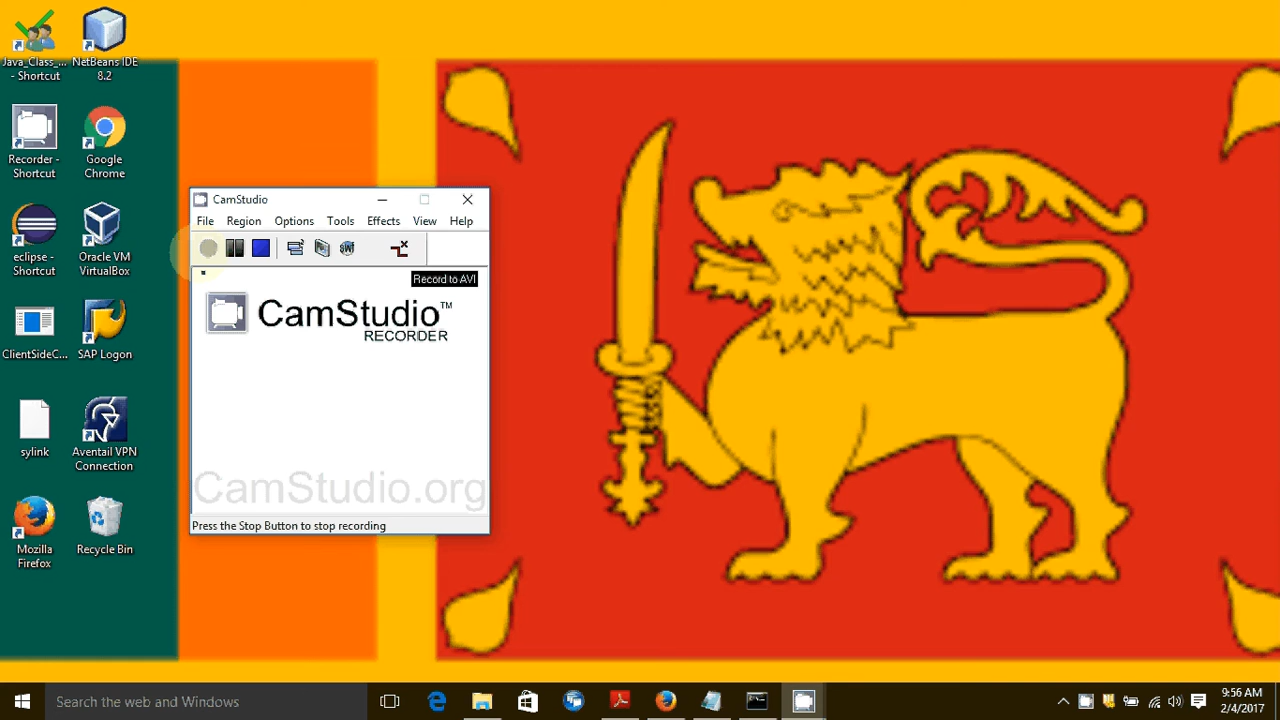 Java_Class_...
- Shortcut
NetBeans IDE
8.2
Recorder -
Shortcut
Google
Chrome
eclipse -
Shortcut
Oracle VM
VirtualBox
ClientSideC...
SAP Logon
sylink
Aventail VPN
Connection
Mozilla
Firefox
Recycle Bin
CamStudio
File Region Options Tools Effects View Help
Record to AVI
CamStudio™
RECORDER
CamStudio.org
Press the Stop Button to stop recording
Search the web and Windows
9:56 AM
2/4/2017